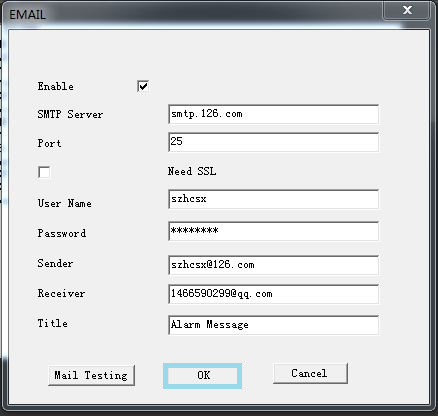 EMAIL
Enable
SMTP Server smtp.126.com
Port 25
Need SSL
User Name szhcsx
Password ********
Sender szhcsx@126.com
Receiver 1466590299@qq.com
Title Alarm Message
Mail Testing OK Cancel